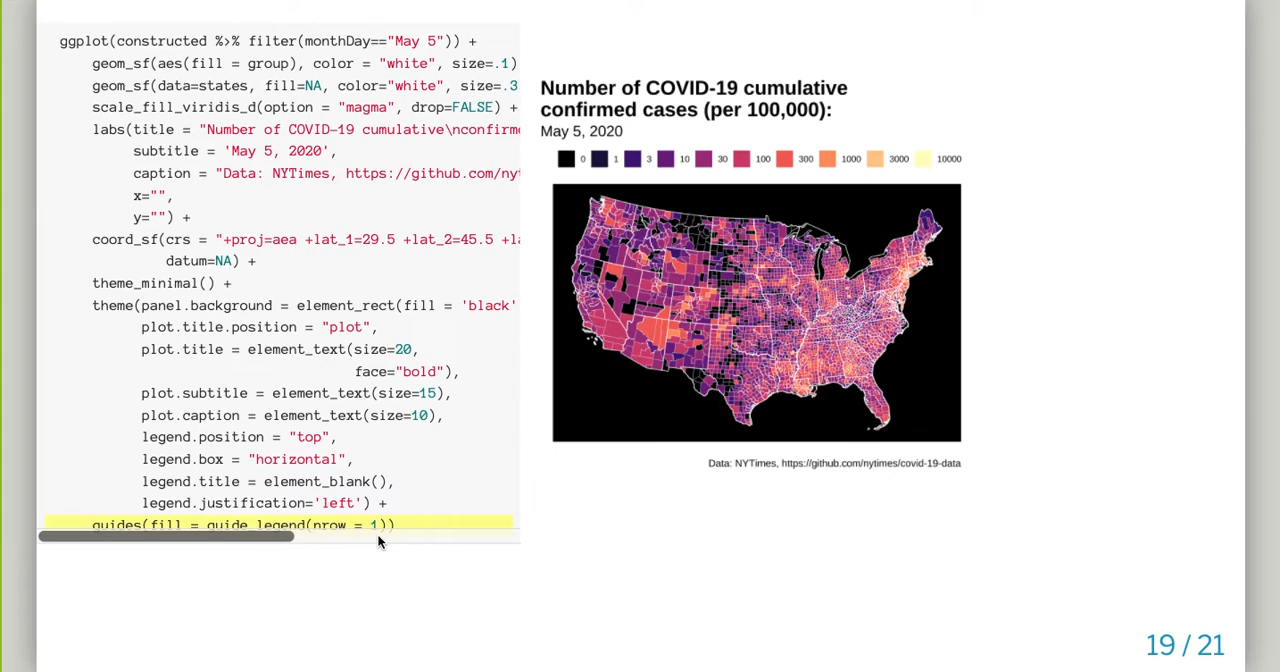 ggplot(constructed %>% filter(monthDay=="May 5")) +
geom_sf(aes(fill = group), color = "white", size=.1)
geom_sf(data=states, fill=NA, color="white", size=.3
scale_fill_viridis_d(option = "magma", drop=FALSE) +
labs(title = "Number of COVID-19 cumulative\nconfirme
subtitle = 'May 5, 2020',
caption = "Data: NYTimes, https://github.com/nyt
x="",
y="") +
coord_sf(crs = "+proj=aea +lat_1=29.5 +lat_2=45.5 +la
datum=NA) +
theme_minimal() +
theme(panel.background = element_rect(fill = 'black'
plot.title.position = "plot",
plot.title = element_text(size=20,
face="bold"),
plot.subtitle = element_text(size=15),
plot.caption = element_text(size=10),
legend.position = "top",
legend.box = "horizontal",
legend.title = element_blank(),
legend.justification='left') +
guides(fill = guide_legend(nrow = 1))
Number of COVID-19 cumulative
confirmed cases (per 100,000):
May 5, 2020
0 1 3 10 30 100 300 1000 3000 10000
Data: NYTimes, https://github.com/nytimes/covid-19-data
19 / 21